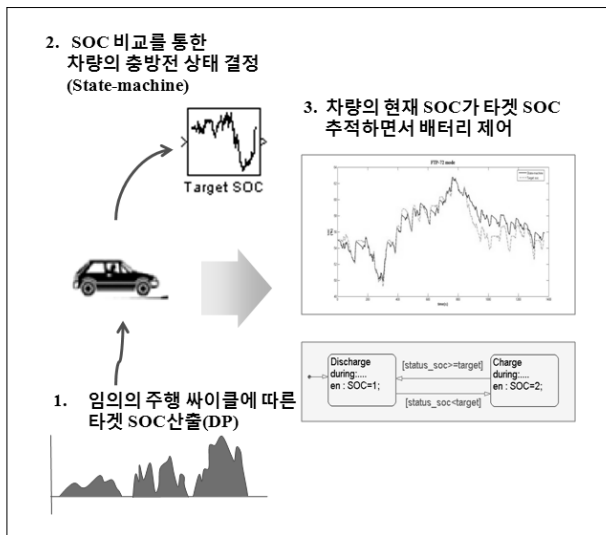 2. SOC 비교를 통한
차량의 충방전 상태 결정
(State-machine)
Target SOC
3. 차량의 현재 SOC가 타겟 SOC
추적하면서 배터리 제어
FTP-72 mode
Discharge
during:....
en : SOC=1;
[status_soc>=target]
[status_soc<target]
Charge
during:....
en : SOC=2;
1. 임의의 주행 싸이클에 따른
타겟 SOC산출(DP)